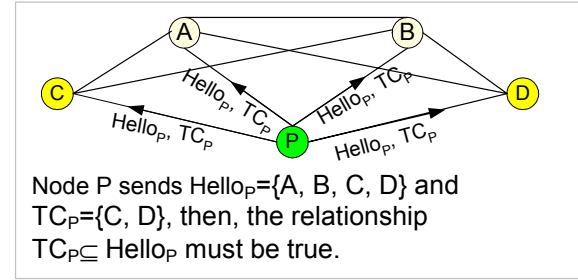 A
B
C
D
Hello_P, TC_P
Hello_P, TC_P
Hello_P, TC_P
Hello_P, TC_P
P
Node P sends Hello_P={A, B, C, D} and
TC_P={C, D}, then, the relationship
TC_P⊆ Hello_P must be true.